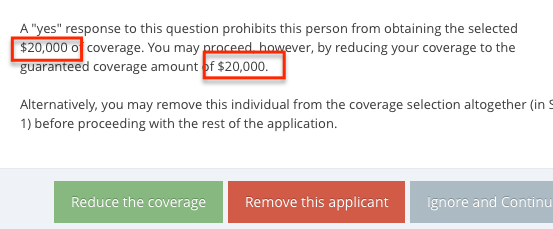 A "yes" response to this question prohibits this person from obtaining the selected
$20,000 of coverage. You may proceed, however, by reducing your coverage to the
guaranteed coverage amount of $20,000.
Alternatively, you may remove this individual from the coverage selection altogether (in S
1) before proceeding with the rest of the application.
Reduce the coverage Remove this applicant Ignore and Continu